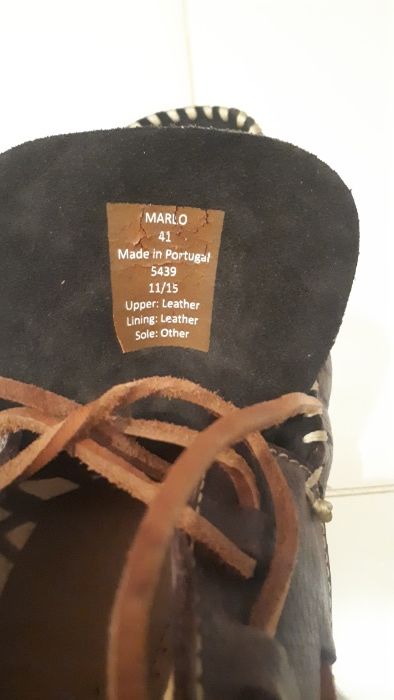 MARLO
41
Made in Portugal
5439
11/15
Upper: Leather
Lining: Leather
Sole: Other